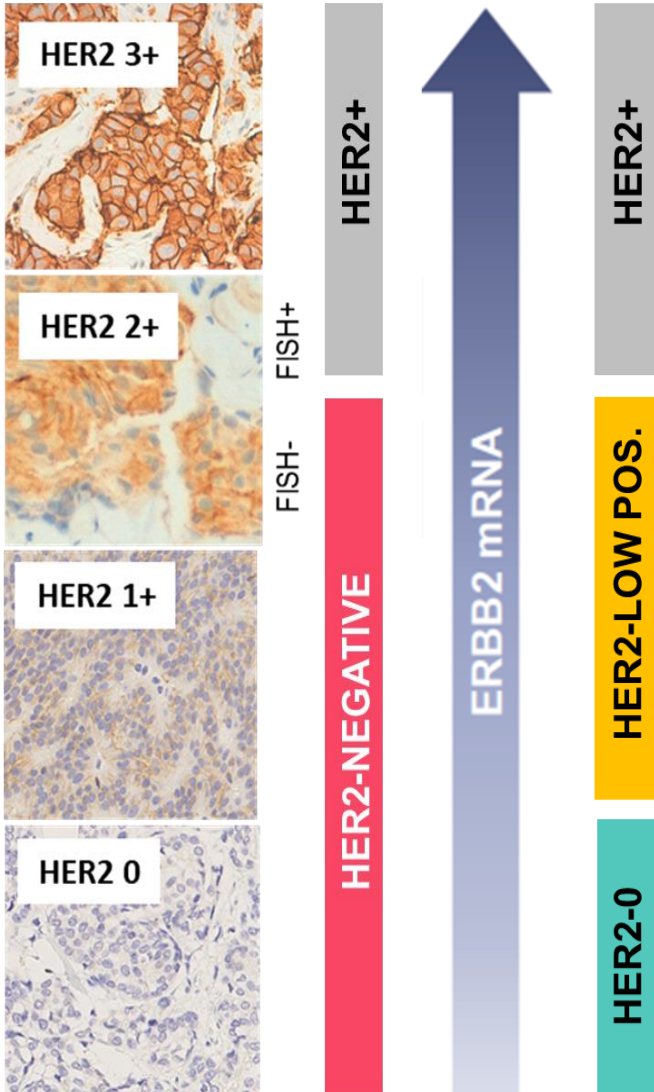 HER2 3+
HER2 2+
FISH+
FISH-
HER2 1+
HER2 0
HER2+
HER2-NEGATIVE
ERBB2 mRNA
HER2+
HER2-LOW POS.
HER2-0